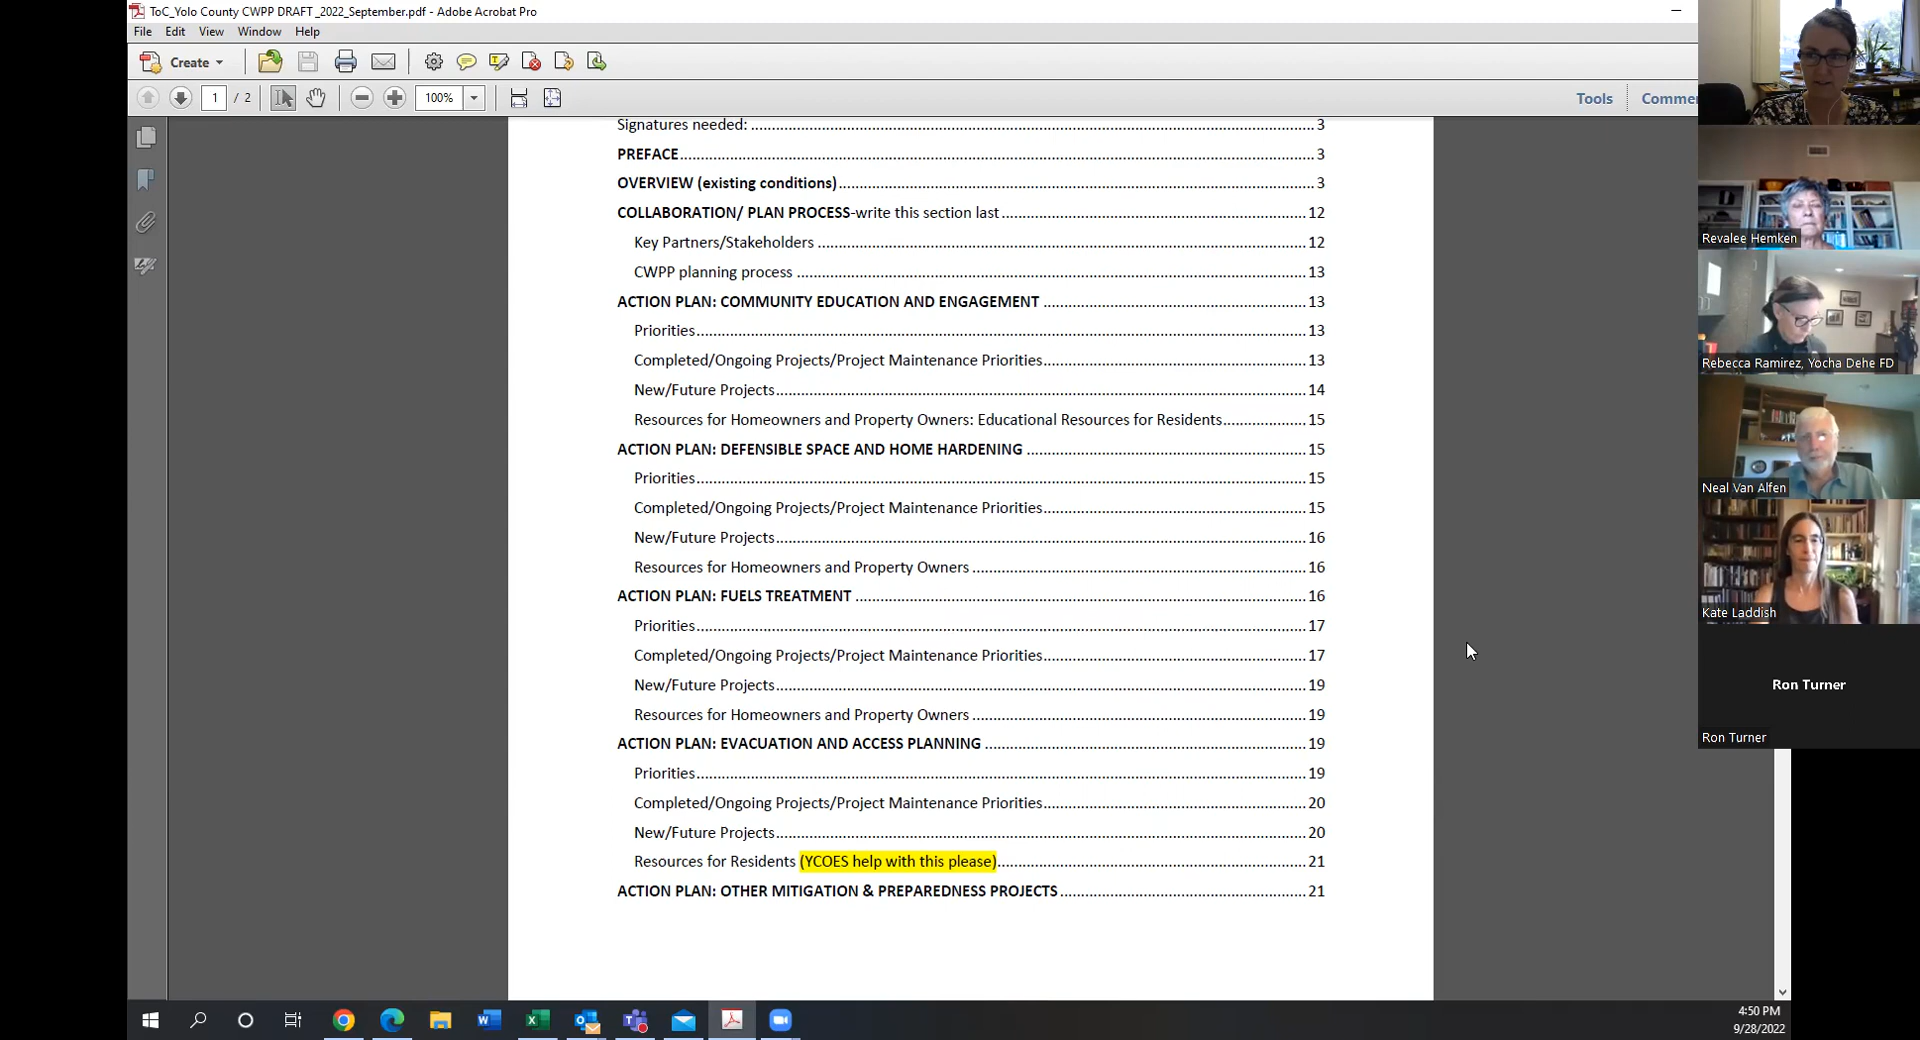 ToC_Yolo County CWPP DRAFT _2022_September.pdf - Adobe Acrobat Pro
File Edit View Window Help
Create
1 / 2 100% Tools Comme
Signatures needed: 3
PREFACE 3
OVERVIEW (existing conditions) 3
COLLABORATION/ PLAN PROCESS-write this section last 12
Key Partners/Stakeholders 12
CWPP planning process 13
ACTION PLAN: COMMUNITY EDUCATION AND ENGAGEMENT 13
Priorities 13
Completed/Ongoing Projects/Project Maintenance Priorities 13
New/Future Projects 14
Resources for Homeowners and Property Owners: Educational Resources for Residents 15
ACTION PLAN: DEFENSIBLE SPACE AND HOME HARDENING 15
Priorities 15
Completed/Ongoing Projects/Project Maintenance Priorities 15
New/Future Projects 16
Resources for Homeowners and Property Owners 16
ACTION PLAN: FUELS TREATMENT 16
Priorities 17
Completed/Ongoing Projects/Project Maintenance Priorities 17
New/Future Projects 19
Resources for Homeowners and Property Owners 19
ACTION PLAN: EVACUATION AND ACCESS PLANNING 19
Priorities 19
Completed/Ongoing Projects/Project Maintenance Priorities 20
New/Future Projects 20
Resources for Residents (YCOES help with this please) 21
ACTION PLAN: OTHER MITIGATION & PREPAREDNESS PROJECTS 21
Revalee Hemken
Rebecca Ramirez, Yocha Dehe FD
Neal Van Alfen
Kate Laddish
Ron Turner
Ron Turner
4:50 PM
9/28/2022